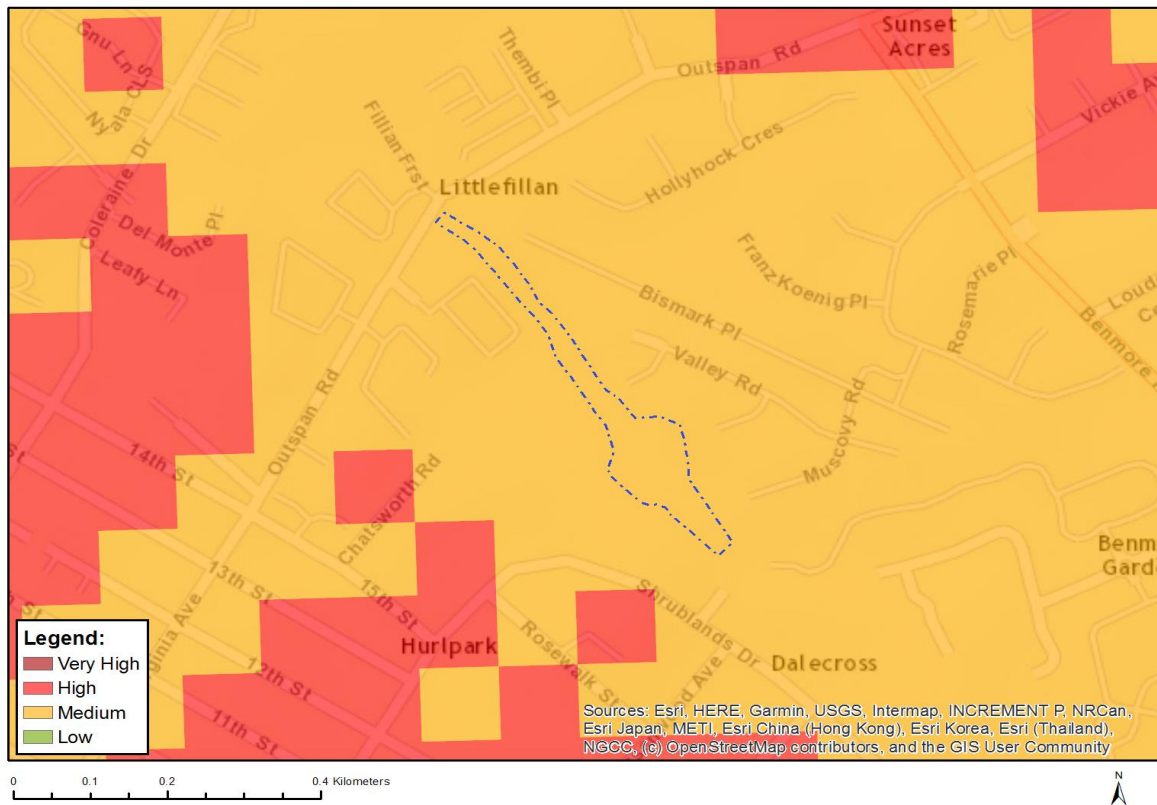 Gnu Ln
Nyala CLS
Coleraine Dr
Thembi Pl
Outspan Rd
Sunset
Acres
Vickie Av
Fillian Frst
Littlefillan
Hollyhock Cres
Del Monte Pl
Leafy Ln
Franz Koenig Pl
Rosemarie Pl
Bismark Pl
Valley Rd
Benmore
Outspan Rd
Muscovy Rd
14th St
Chatsworth Rd
13th St
15th St
12th St
11th St
Hurlpark
Rosewalk St
Shrublands Dr
Dalecross
Legend:
Very High
High
Medium
Low
Sources: Esri, HERE, Garmin, USGS, Intermap, INCREMENT P, NRCan,
Esri Japan, METI, Esri China (Hong Kong), Esri Korea, Esri (Thailand),
NGCC, (c) OpenStreetMap contributors, and the GIS User Community
0 0.1 0.2 0.4 Kilometers
N